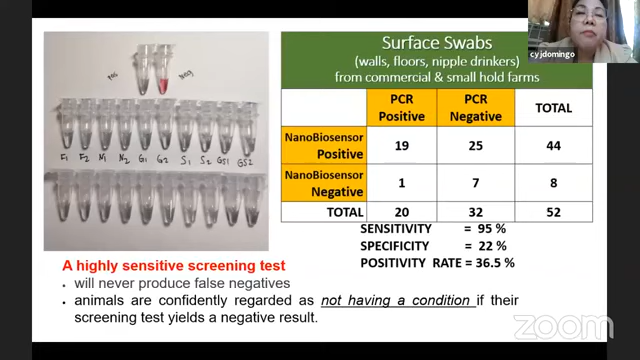 cyjdomingo
Surface Swabs
(walls, floors, nipple drinkers)
from commercial & small hold farms
PCR Positive PCR Negative TOTAL
NanoBiosensor Positive 19 25 44
NanoBiosensor Negative 1 7 8
TOTAL 20 32 52
SENSITIVITY = 95 %
SPECIFICITY = 22 %
POSITIVITY RATE = 36.5 %
F1 F2 N1 N2 G1 G2 S1 S2 GS1 GS2
A highly sensitive screening test
• will never produce false negatives
• animals are confidently regarded as not having a condition if their
screening test yields a negative result.
zoom